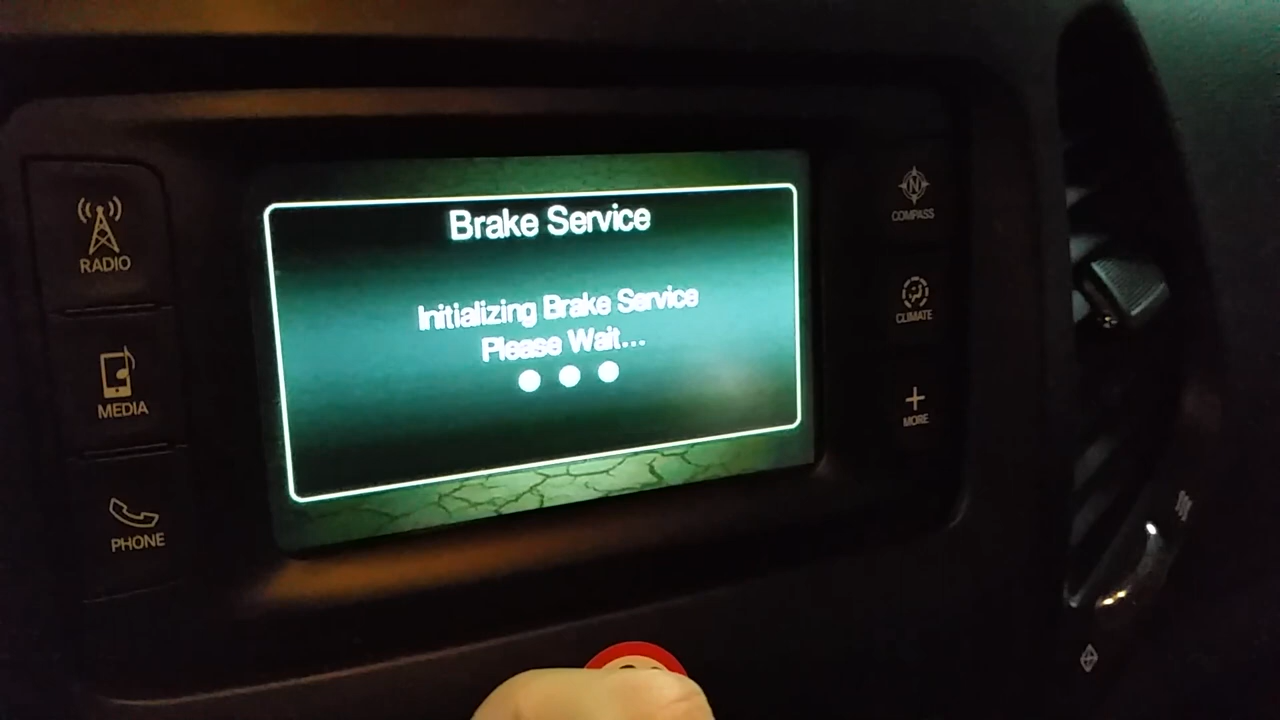 RADIO
MEDIA
PHONE
Brake Service
Initializing Brake Service
Please Wait...
N
COMPASS
CLIMATE
MORE